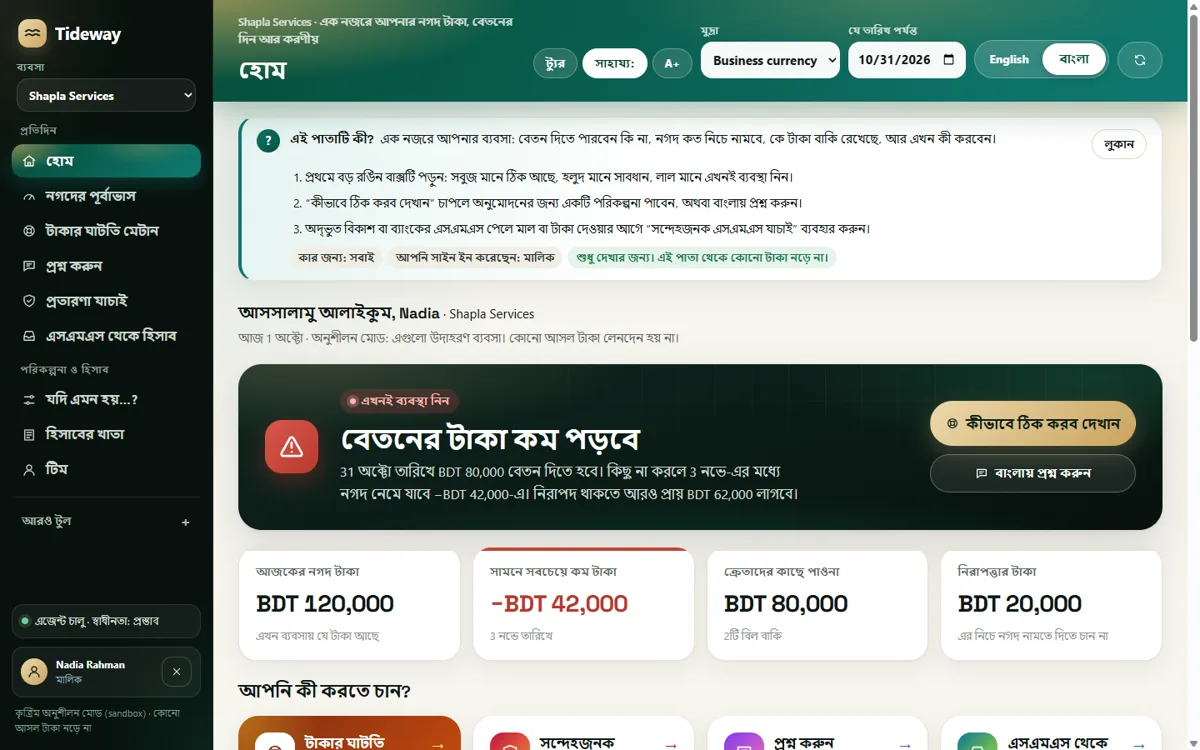 Tideway
ব্যবসা
Shapla Services
প্রতিদিন
হোম
নগদের পূর্বাভাস
টাকার ঘাটতি মেটান
প্রশ্ন করুন
প্রতারণা যাচাই
এসএমএস থেকে হিসাব
পরিকল্পনা ও হিসাব
যদি এমন হয়...?
হিসাবের খাতা
টিম
আরও টুল
+
এজেন্ট চালু · স্বাধীনতা: প্রস্তাব
Nadia Rahman
মালিক
কৃত্রিম অনুশীলন মোড (sandbox) · কোনো
আসল টাকা নড়ে না
Shapla Services · এক নজরে আপনার নগদ টাকা, বেতনের
দিন আর করণীয়
হোম
ট্যুর
সাহায্য:
A+
মুদ্রা
Business currency
যে তারিখ পর্যন্ত
10/31/2026
English
বাংলা
? এই পাতাটি কী? এক নজরে আপনার ব্যবসা: বেতন দিতে পারবেন কি না, নগদ কত নিচে নামবে, কে টাকা বাকি রেখেছে, আর এখন কী করবেন।
লুকান
1. প্রথমে বড় রঙিন বাক্সটি পড়ুন: সবুজ মানে ঠিক আছে, হলুদ মানে সাবধান, লাল মানে এখনই ব্যবস্থা নিন।
2. "কীভাবে ঠিক করব দেখান" চাপলে অনুমোদনের জন্য একটি পরিকল্পনা পাবেন, অথবা বাংলায় প্রশ্ন করুন।
3. অদ্ভুত বিকাশ বা ব্যাংকের এসএমএস পেলে মাল বা টাকা দেওয়ার আগে "সন্দেহজনক এসএমএস যাচাই" ব্যবহার করুন।
কার জন্য: সবাই
আপনি সাইন ইন করেছেন: মালিক
শুধু দেখার জন্য। এই পাতা থেকে কোনো টাকা নড়ে না।
আসসালামু আলাইকুম, Nadia · Shapla Services
আজ 1 অক্টো · অনুশীলন মোড: এগুলো উদাহরণ ব্যবসা। কোনো আসল টাকা লেনদেন হয় না।
এখনই ব্যবস্থা নিন
বেতনের টাকা কম পড়বে
31 অক্টো তারিখে BDT 80,000 বেতন দিতে হবে। কিছু না করলে 3 নভে-এর মধ্যে
নগদ নেমে যাবে −BDT 42,000-এ। নিরাপদ থাকতে আরও প্রায় BDT 62,000 লাগবে।
কীভাবে ঠিক করব দেখান
বাংলায় প্রশ্ন করুন
আজকের নগদ টাকা
BDT 120,000
এখন ব্যবসায় যে টাকা আছে
সামনে সবচেয়ে কম টাকা
−BDT 42,000
3 নভে তারিখে
ক্রেতাদের কাছে পাওনা
BDT 80,000
2টি বিল বাকি
নিরাপত্তার টাকা
BDT 20,000
এর নিচে নগদ নামতে দিতে চান না
আপনি কী করতে চান?
টাকার ঘাটতি
→
সন্দেহজনক
→
প্রশ্ন করুন
→
এসএমএস থেকে
→